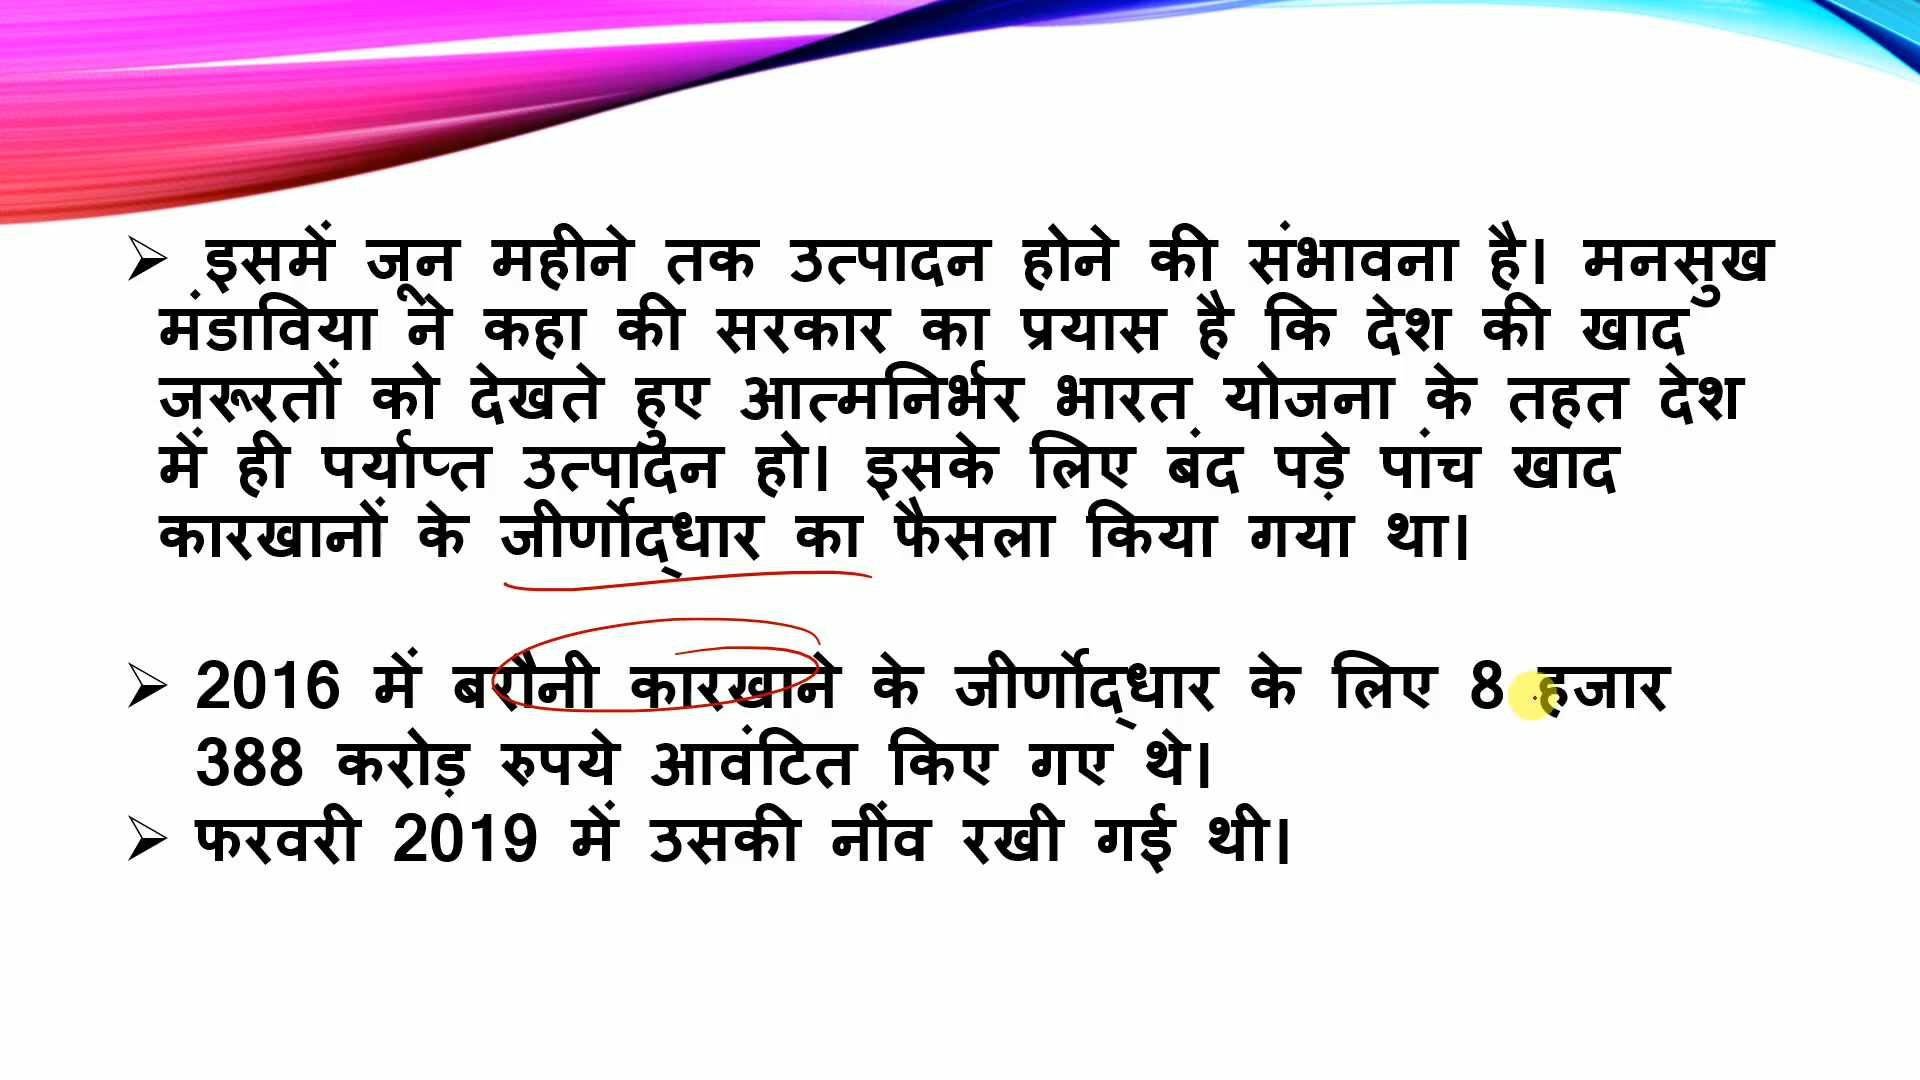 ➢ इसमें जून महीने तक उत्पादन होने की संभावना है। मनसुख
मंडाविया ने कहा की सरकार का प्रयास है कि देश की खाद
जरूरतों को देखते हुए आत्मनिर्भर भारत योजना के तहत देश
में ही पर्याप्त उत्पादन हो। इसके लिए बंद पड़े पांच खाद
कारखानों के जीर्णोद्धार का फैसला किया गया था।
➢ 2016 में बरौनी कारखाने के जीर्णोद्धार के लिए 8 हजार
388 करोड़ रुपये आवंटित किए गए थे।
➢ फरवरी 2019 में उसकी नींव रखी गई थी।